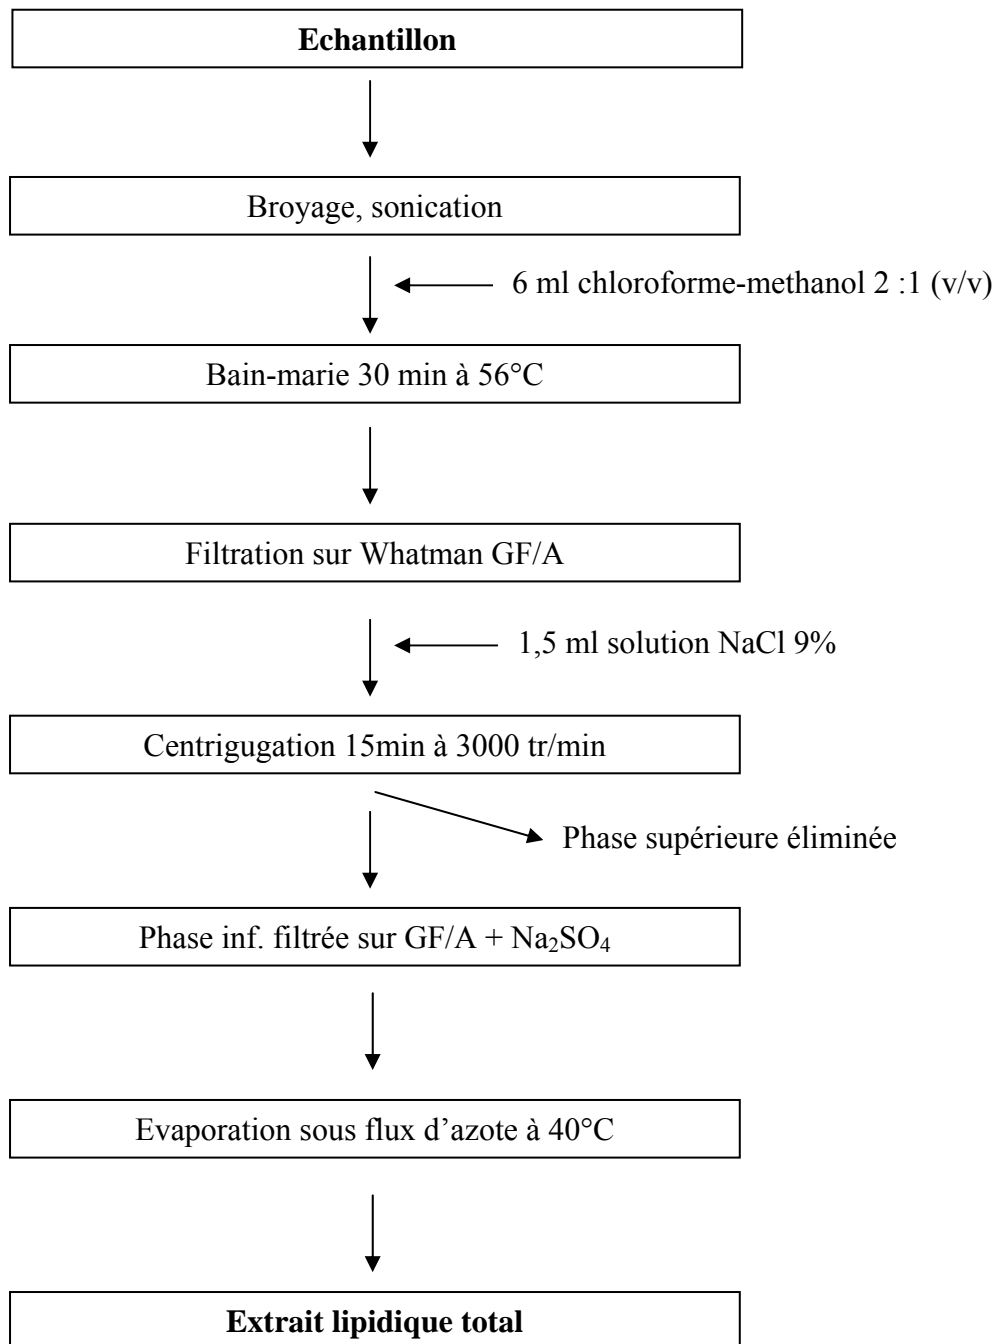 Echantillon
Broyage, sonication
6 ml chloroforme-methanol 2 :1 (v/v)
Bain-marie 30 min à 56°C
Filtration sur Whatman GF/A
1,5 ml solution NaCl 9%
Centrigugation 15min à 3000 tr/min
Phase supérieure éliminée
Phase inf. filtrée sur GF/A + Na₂SO₄
Evaporation sous flux d’azote à 40°C
Extrait lipidique total